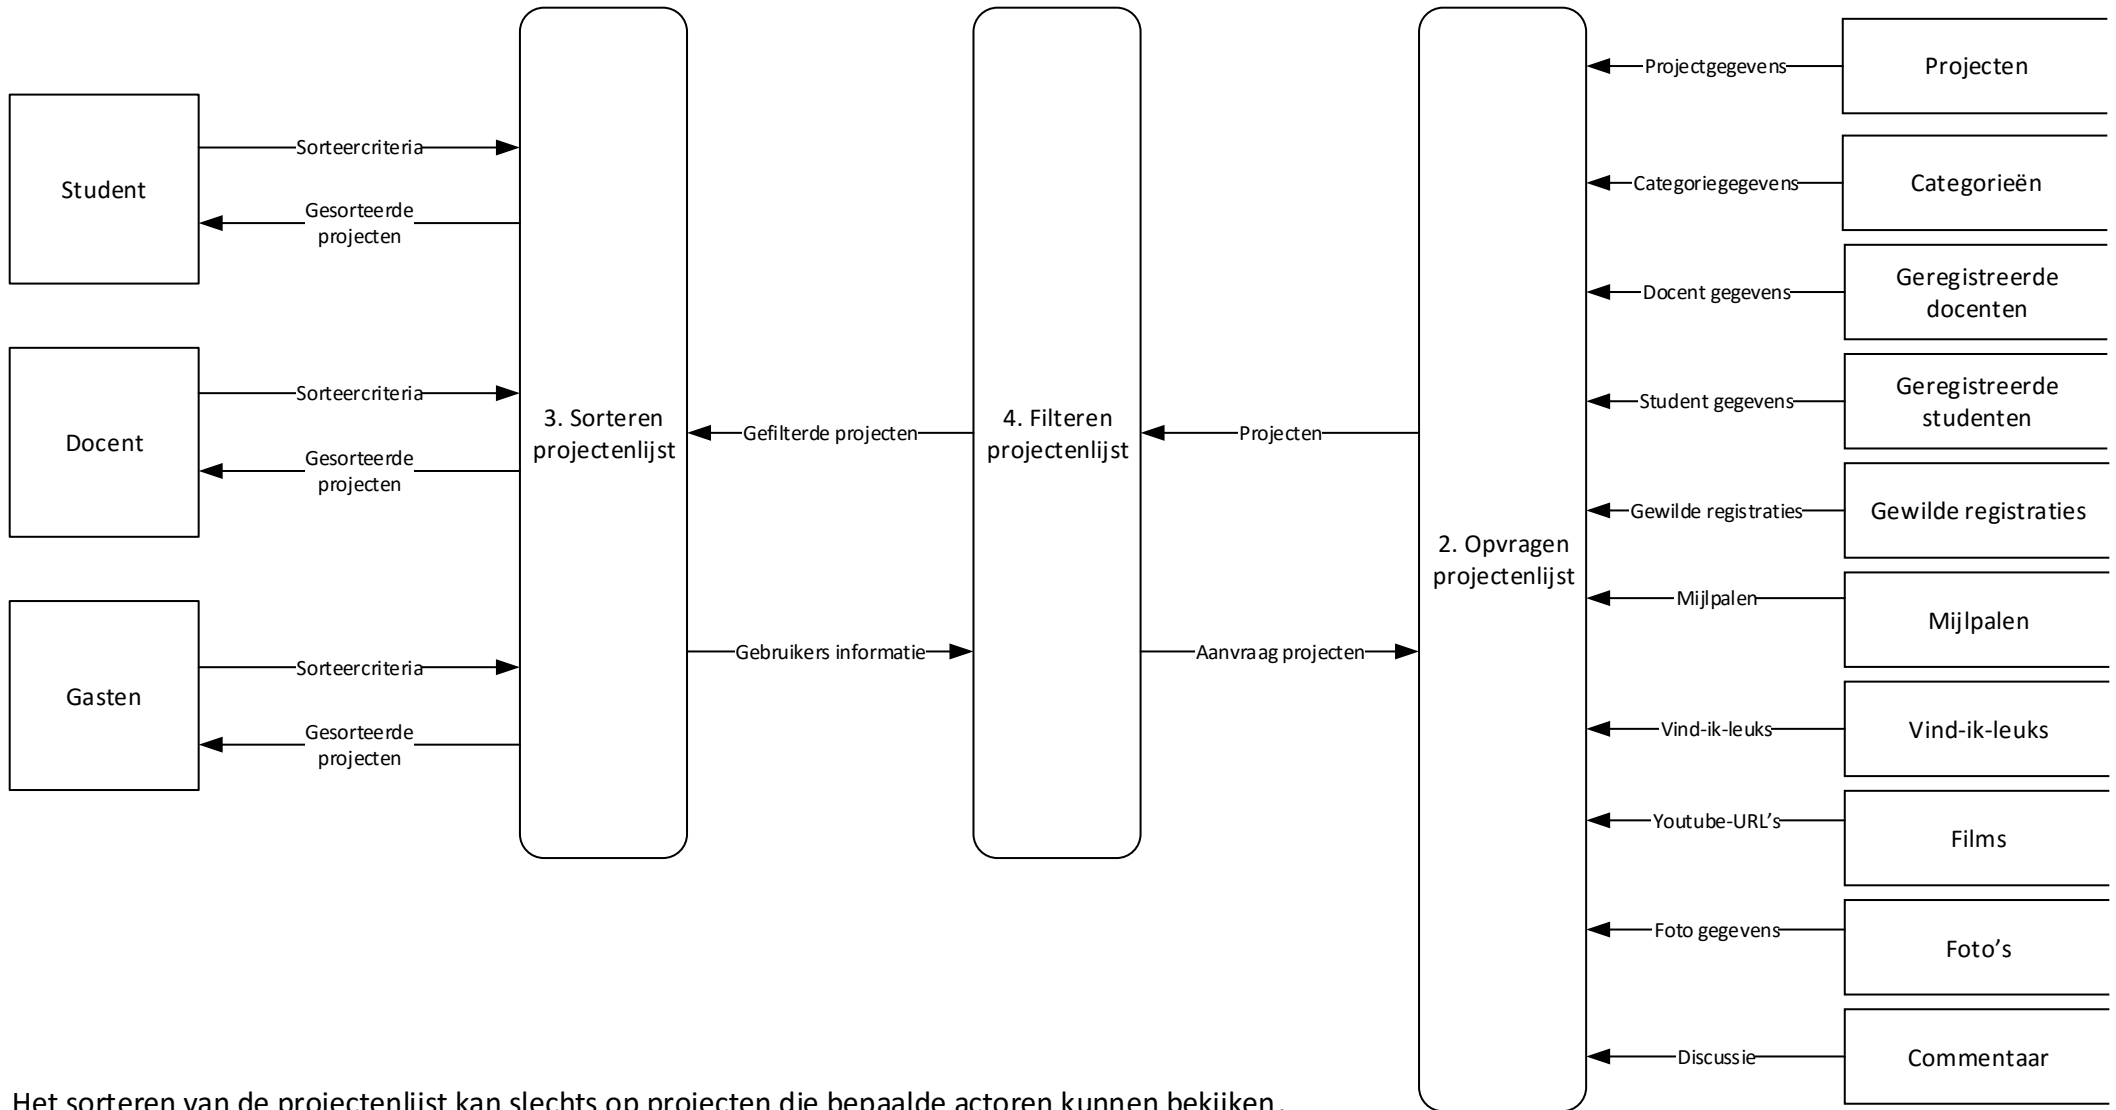 Student
Sorteercriteria
Gesorteerde
projecten
Docent
Sorteercriteria
Gesorteerde
projecten
Gasten
Sorteercriteria
Gesorteerde
projecten
3. Sorteren
projectenlijst
Gefilterde projecten
Gebruikers informatie
4. Filteren
projectenlijst
Projecten
Aanvraag projecten
2. Opvragen
projectenlijst
Projectgegevens
Projecten
Categoriegegevens
Categorieën
Docent gegevens
Geregistreerde
docenten
Student gegevens
Geregistreerde
studenten
Gewilde registraties
Gewilde registraties
Mijlpalen
Mijlpalen
Vind-ik-leuks
Vind-ik-leuks
Youtube-URL’s
Films
Foto gegevens
Foto’s
Discussie
Commentaar
Het sorteren van de projectenlijst kan slechts op projecten die bepaalde actoren kunnen bekijken.